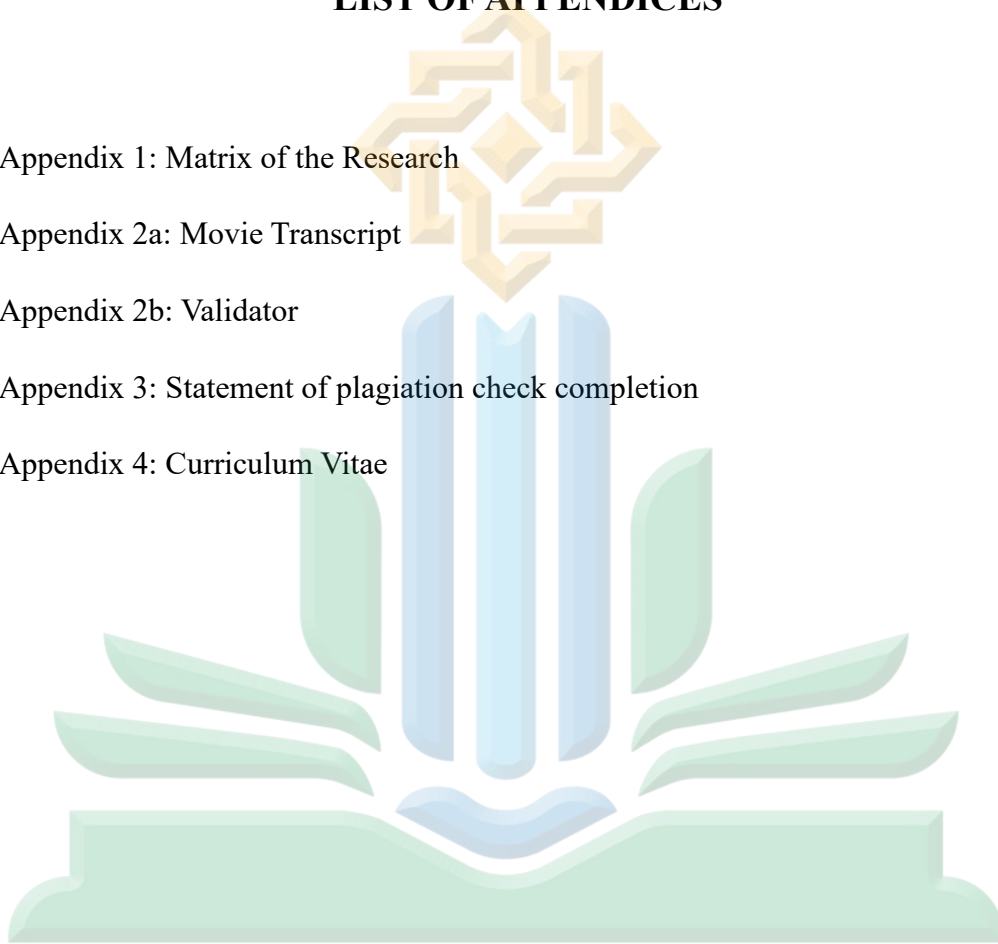 LIST OF APPENDICES
Appendix 1: Matrix of the Research
Appendix 2a: Movie Transcript
Appendix 2b: Validator
Appendix 3: Statement of plagiation check completion
Appendix 4: Curriculum Vitae